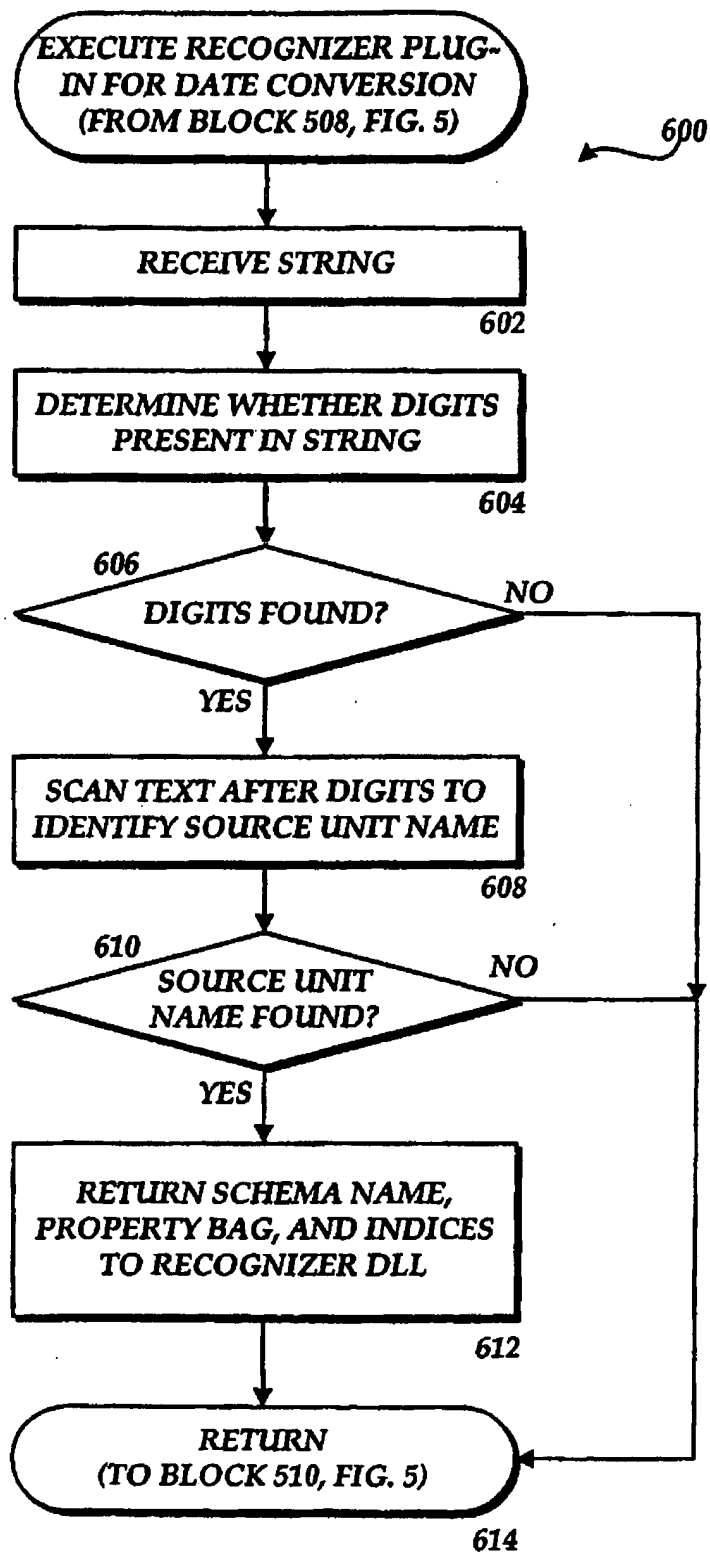 EXECUTE RECOGNIZER PLUG-
IN FOR DATE CONVERSION
(FROM BLOCK 508, FIG. 5)
600
RECEIVE STRING
602
DETERMINE WHETHER DIGITS
PRESENT IN STRING
604
606
DIGITS FOUND?
NO
YES
SCAN TEXT AFTER DIGITS TO
IDENTIFY SOURCE UNIT NAME
608
610
SOURCE UNIT
NAME FOUND?
NO
YES
RETURN SCHEMA NAME,
PROPERTY BAG, AND INDICES
TO RECOGNIZER DLL
612
RETURN
(TO BLOCK 510, FIG. 5)
614